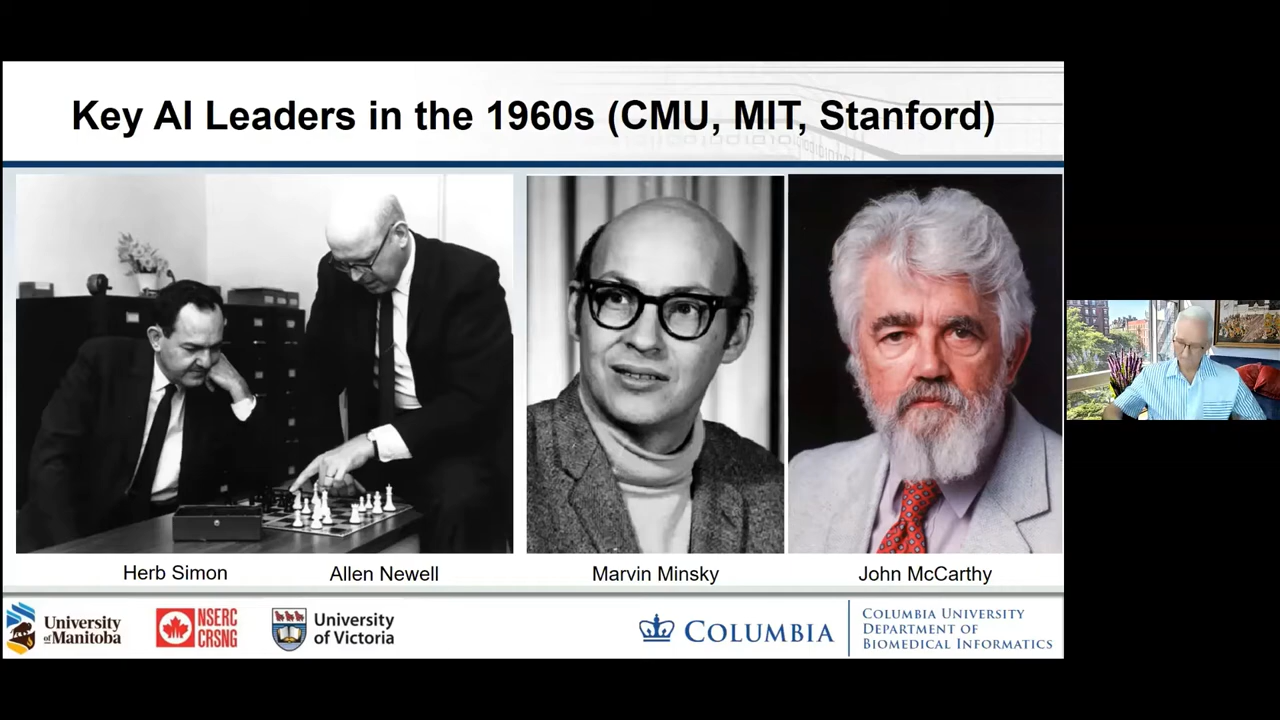 Key AI Leaders in the 1960s (CMU, MIT, Stanford)
Herb Simon
Allen Newell
Marvin Minsky
John McCarthy
University
of Manitoba
NSERC
CRSNG
University
of Victoria
COLUMBIA
COLUMBIA UNIVERSITY
DEPARTMENT OF
BIOMEDICAL INFORMATICS